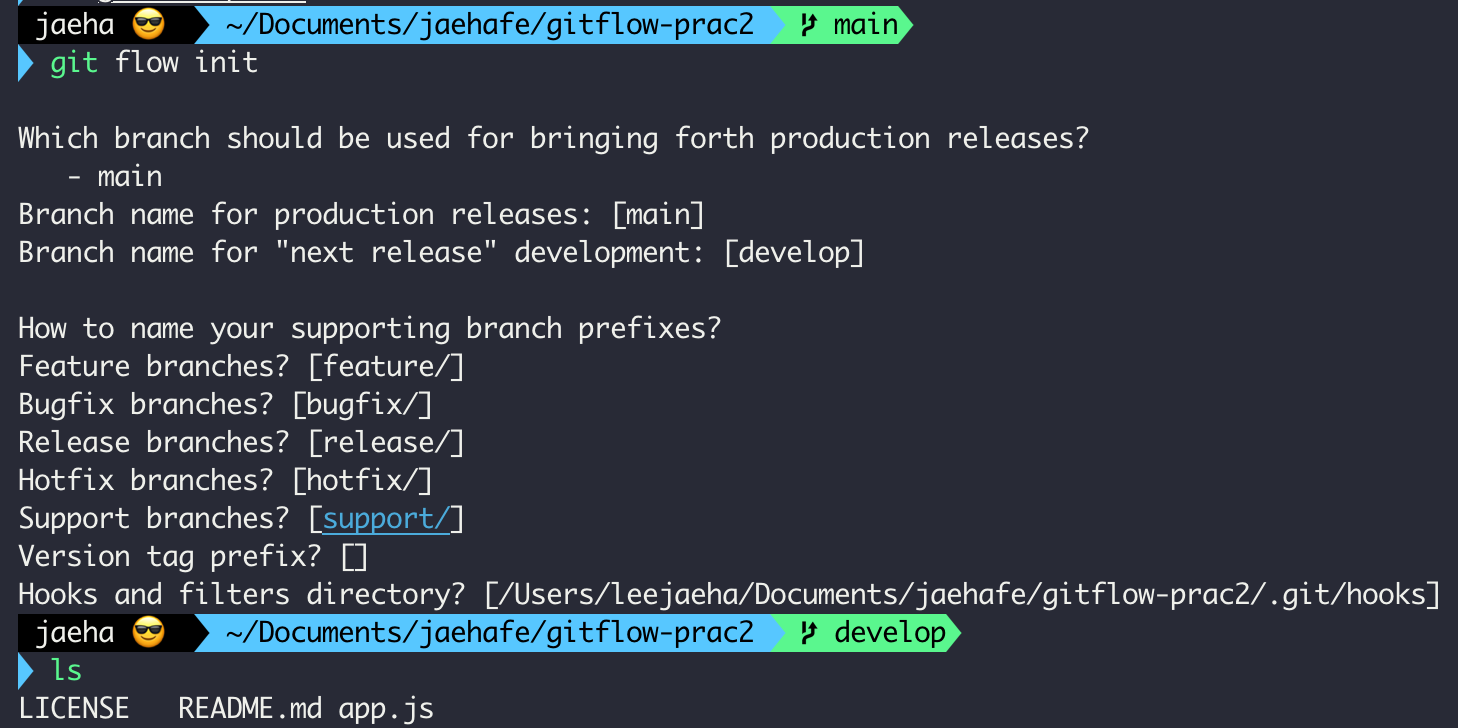 jaeha 😎 ~/Documents/jaehafe/gitflow-prac2 main
git flow init
Which branch should be used for bringing forth production releases?
- main
Branch name for production releases: [main]
Branch name for "next release" development: [develop]
How to name your supporting branch prefixes?
Feature branches? [feature/]
Bugfix branches? [bugfix/]
Release branches? [release/]
Hotfix branches? [hotfix/]
Support branches? [support/]
Version tag prefix? []
Hooks and filters directory? [/Users/leejaeha/Documents/jaehafe/gitflow-prac2/.git/hooks]
jaeha 😎 ~/Documents/jaehafe/gitflow-prac2 develop
ls
LICENSE README.md app.js